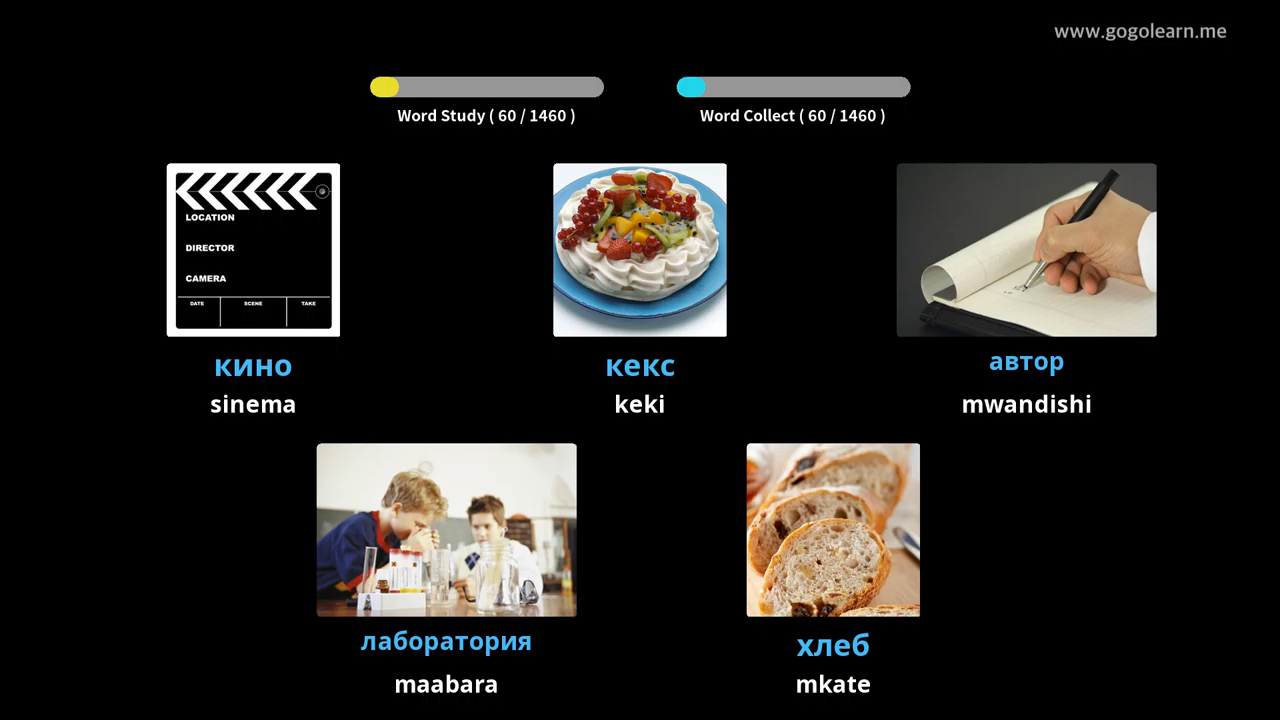 www.gogolearn.me
Word Study ( 60 / 1460 )
Word Collect ( 60 / 1460 )
LOCATION
DIRECTOR
CAMERA
DATE
SCENE
TAKE
кино
sinema
кекс
keki
автор
mwandishi
лаборатория
maabara
хлеб
mkate